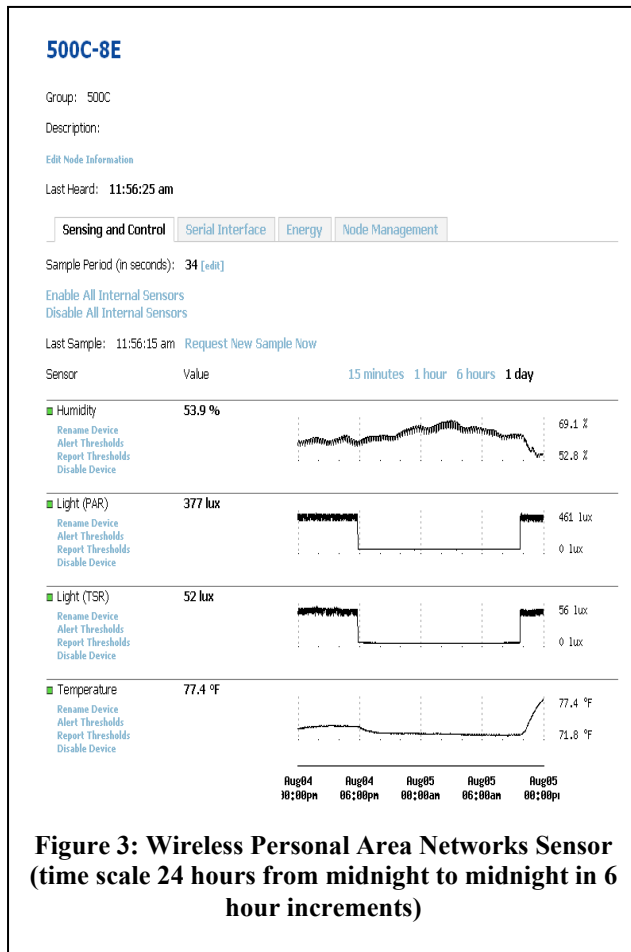 500C-8E
Group: 500C
Description:
Edit Node Information
Last Heard: 11:56:25 am
Sensing and Control Serial Interface Energy Node Management
Sample Period (in seconds): 34 [edit]
Enable All Internal Sensors
Disable All Internal Sensors
Last Sample: 11:56:15 am Request New Sample Now
Sensor Value 15 minutes 1 hour 6 hours 1 day
Humidity 53.9 % 69.1 %
Rename Device
Alert Thresholds
Report Thresholds 52.8 %
Disable Device
Light (PAR) 377 lux
Rename Device 461 lux
Alert Thresholds
Report Thresholds 0 lux
Disable Device
Light (TSR) 52 lux
Rename Device 56 lux
Alert Thresholds
Report Thresholds 0 lux
Disable Device
Temperature 77.4 ºF
Rename Device 77.4 ºF
Alert Thresholds
Report Thresholds 71.8 ºF
Disable Device
Aug04 Aug04 Aug05 Aug05 Aug05
00:00pm 06:00pm 00:00am 06:00am
Figure 3: Wireless Personal Area Networks Sensor
(time scale 24 hours from midnight to midnight in 6
hour increments)